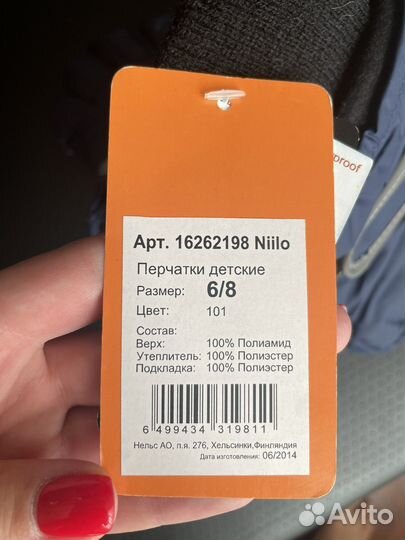 proof
Арт. 16262198 Niilo
Перчатки детские
Размер: 6/8
Цвет: 101
Состав:
Верх: 100% Полиамид
Утеплитель: 100% Полиэстер
Подкладка: 100% Полиэстер
6 499434 319811
Нельс АО, п.я. 276, Хельсинки,Финляндия
Дата изготовления: 06/2014
Avito